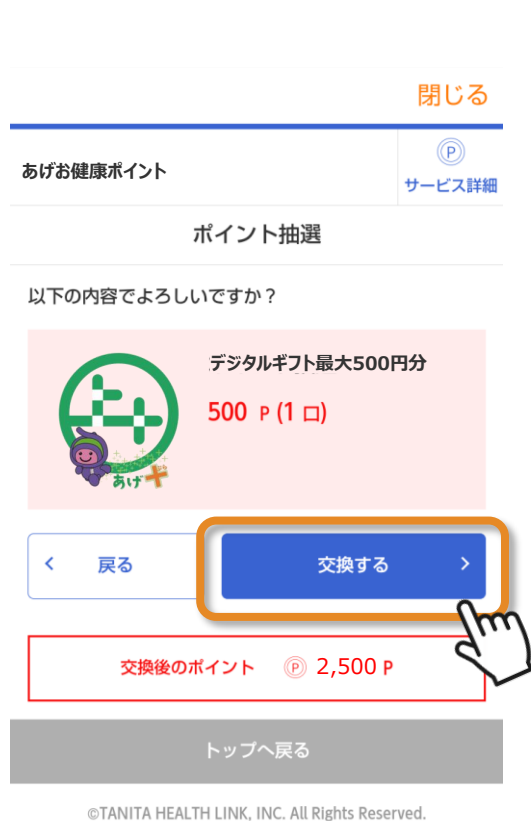 閉じる
あげお健康ポイント
P
サービス詳細
ポイント抽選
以下の内容でよろしいですか？
デジタルギフト最大500円分
500 P (1 口)
あげ
戻る
交換する
交換後のポイント P 2,500 P
トップへ戻る
©TANITA HEALTH LINK, INC. All Rights Reserved.